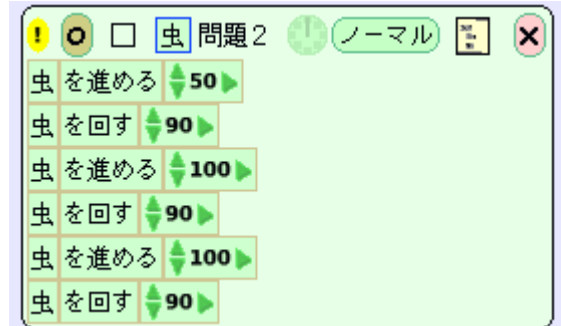 ! 虫 問題2 ノーマル
虫 を進める 50
虫 を回す 90
虫 を進める 100
虫 を回す 90
虫 を進める 100
虫 を回す 90